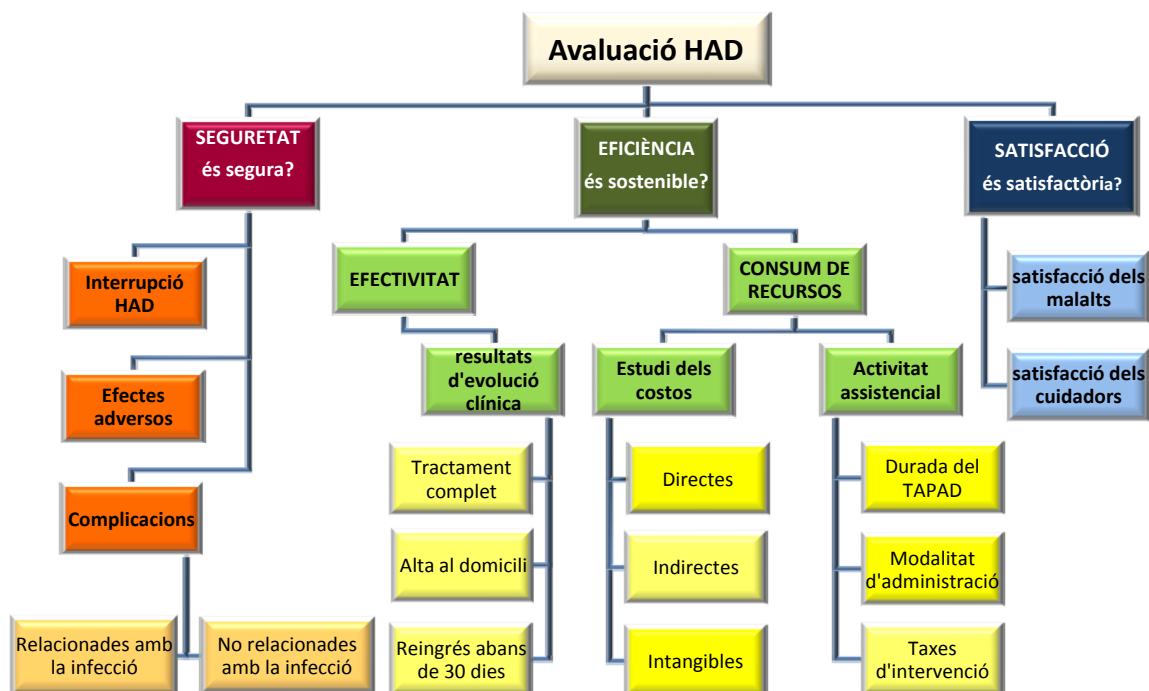 Avaluació HAD
SEGURETAT
és segura?
EFICIÈNCIA
és sostenible?
SATISFACCIÓ
és satisfactòria?
Interrupció
HAD
Efectes
adversos
Complicacions
Relacionades amb
la infecció
No relacionades
amb la infecció
EFECTIVITAT
resultats
d'evolució
clínica
Tractament
complet
Alta al domicili
Reingrés abans
de 30 dies
CONSUM DE
RECURSOS
Estudi dels
costos
Directes
Indirectes
Intangibles
Activitat
assistencial
Durada del
TAPAD
Modalitat
d'administració
Taxes
d'intervenció
satisfacció dels
malalts
satisfacció dels
cuidadors